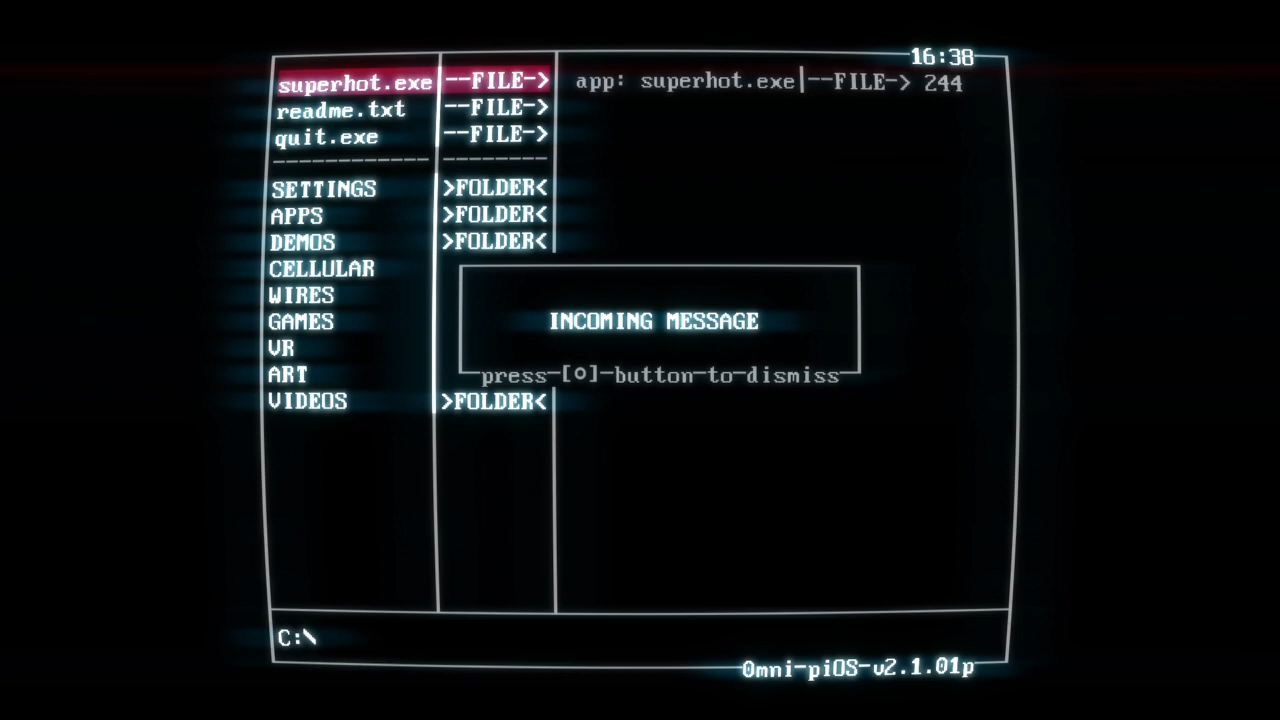 16:38
superhot.exe --FILE-> app: superhot.exe|--FILE-> 244
readme.txt --FILE->
quit.exe --FILE->
------------ --------
SETTINGS >FOLDER<
APPS >FOLDER<
DEMOS >FOLDER<
CELLULAR
WIRES
GAMES
VR
ART
VIDEOS >FOLDER<
INCOMING MESSAGE
press-[O]-button-to-dismiss
C:\
Omni-piOS-v2.1.01p